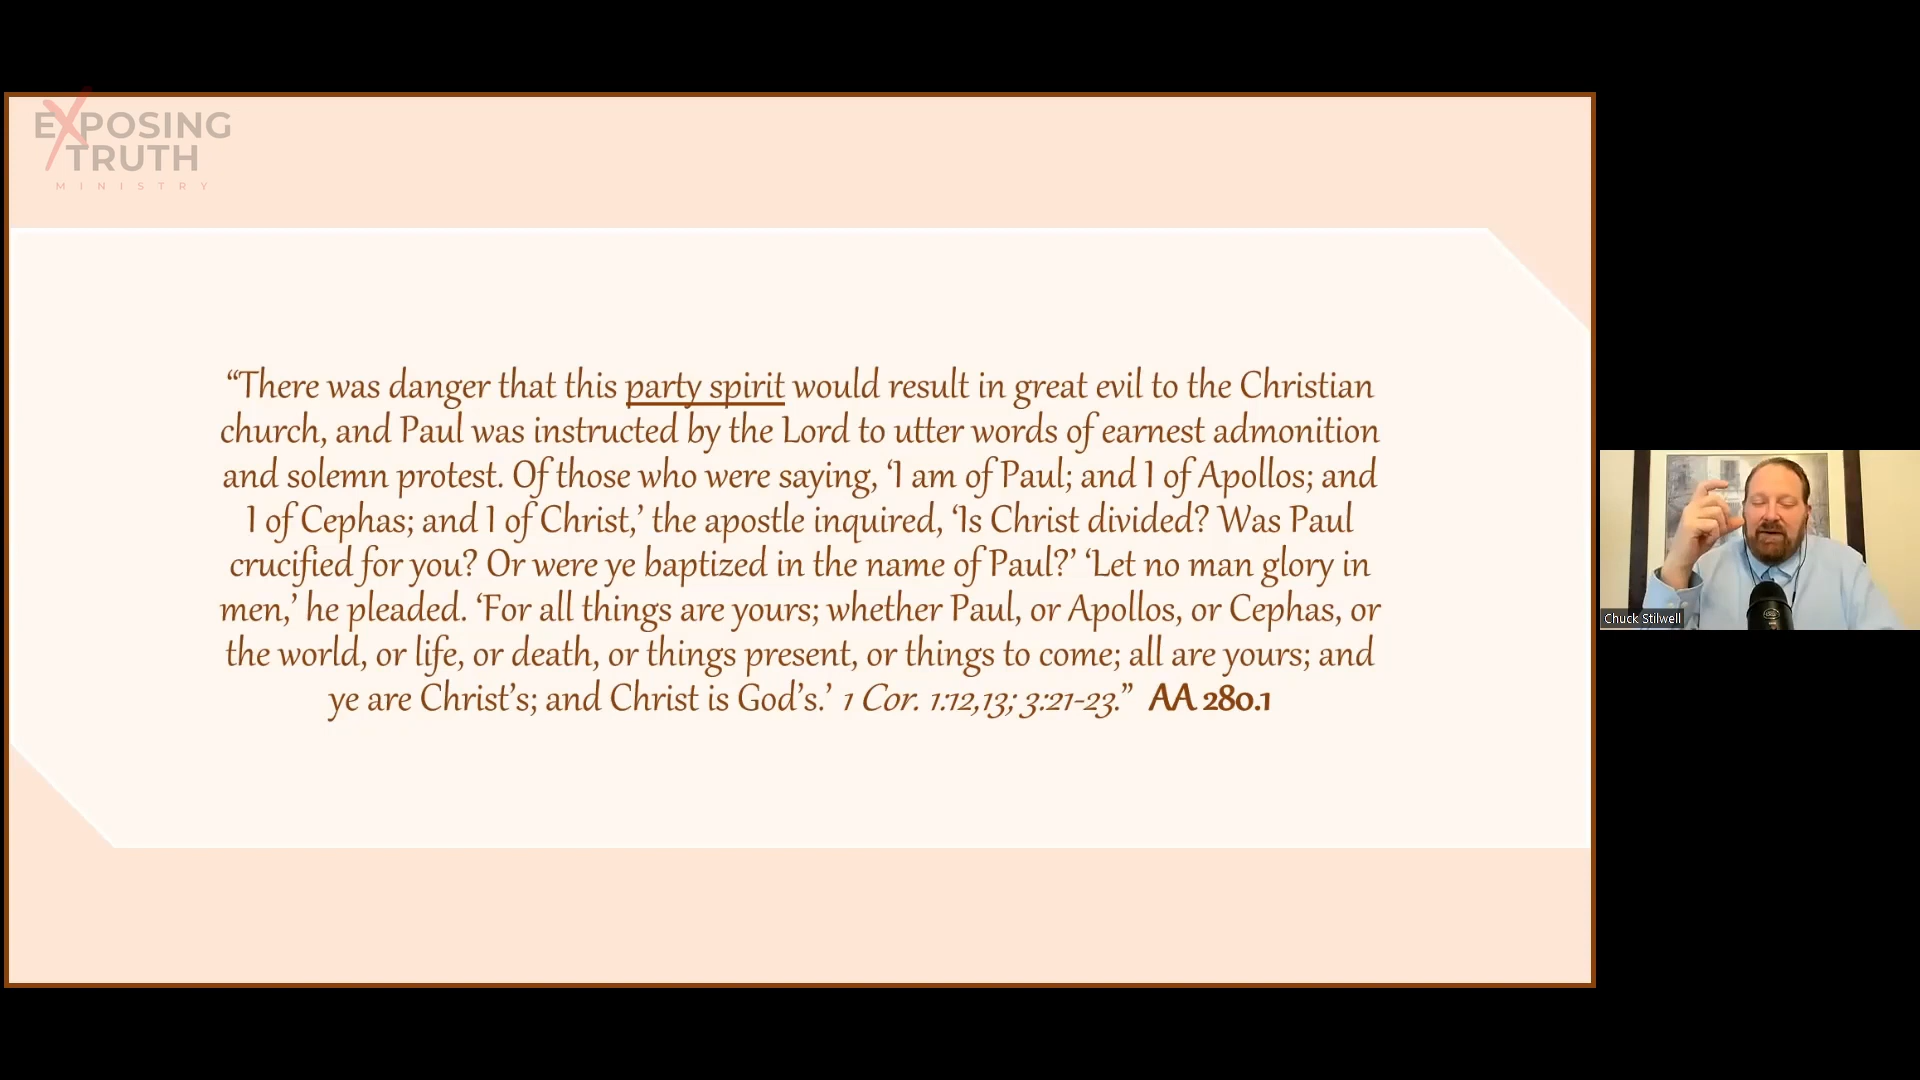 EXPOSING
TRUTH
MINISTRY
“There was danger that this party spirit would result in great evil to the Christian
church, and Paul was instructed by the Lord to utter words of earnest admonition
and solemn protest. Of those who were saying, ‘I am of Paul; and I of Apollos; and
I of Cephas; and I of Christ,’ the apostle inquired, ‘Is Christ divided? Was Paul
crucified for you? Or were ye baptized in the name of Paul?’ ‘Let no man glory in
men,’ he pleaded. ‘For all things are yours; whether Paul, or Apollos, or Cephas, or
the world, or life, or death, or things present, or things to come; all are yours; and
ye are Christ’s; and Christ is God’s.’ 1 Cor. 1:12,13; 3:21-23.” AA 280.1
Chuck Stilwell